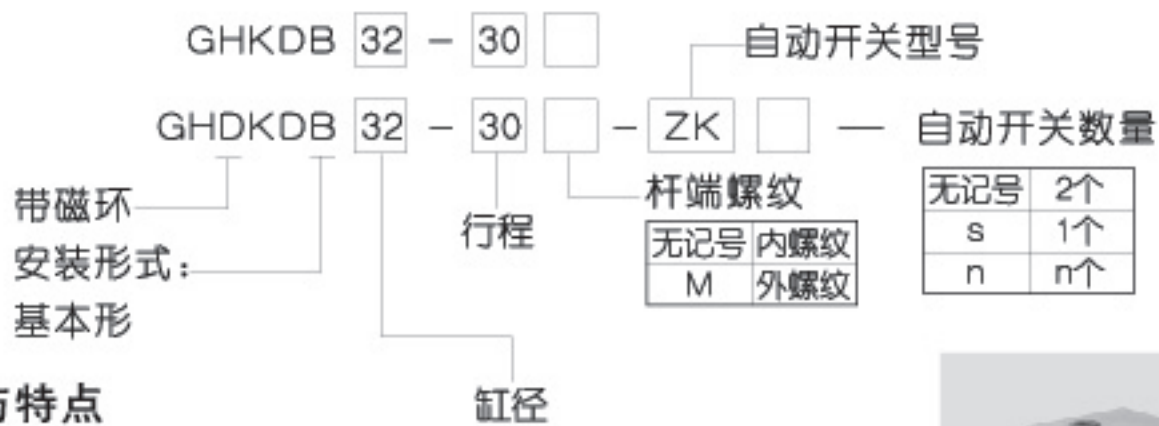 GHKDB 32 - 30 自动开关型号
GHDKDB 32 - 30 - ZK — 自动开关数量
带磁环
安装形式:
基本形
行程
缸径
杆端螺纹
无记号 内螺纹
M 外螺纹
无记号 2个
s 1个
n n个
特点